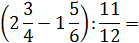 (2 3/4 - 1 5/6) : 11/12 =